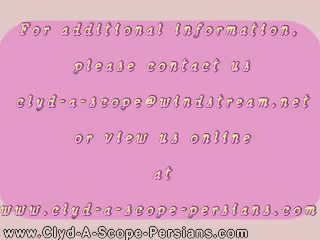 For additional information,
please contact us
clyd-a-scope@windstream.net
or view us online
at
www.clyd-a-scope-persians.com
www.Clyd-A-Scope-Persians.com